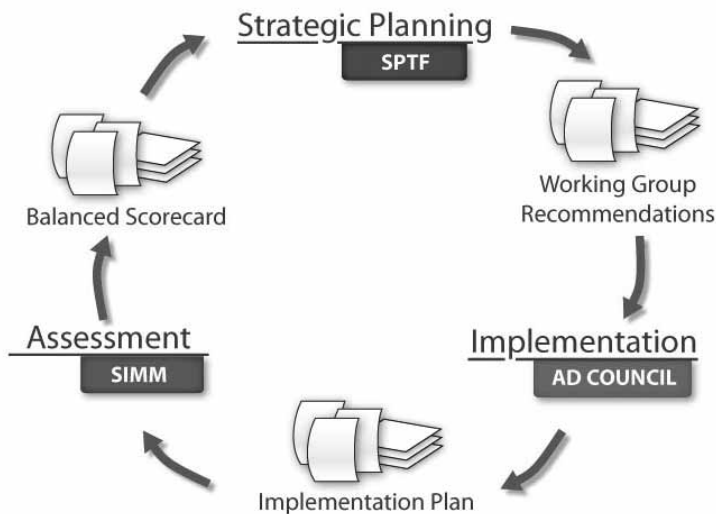 Strategic Planning
SPTF
Working Group
Recommendations
Implementation
AD COUNCIL
Implementation Plan
Assessment
SIMM
Balanced Scorecard